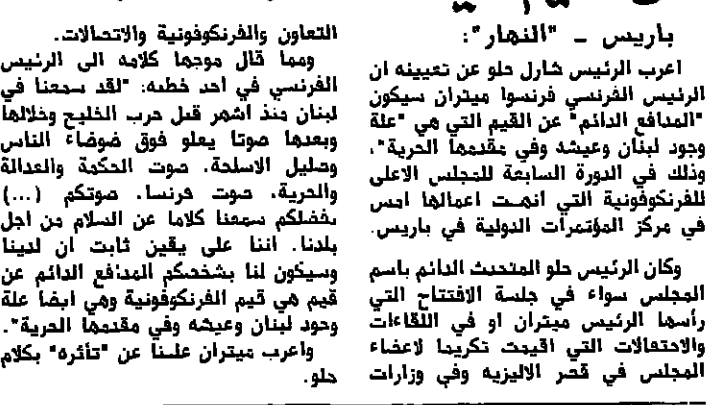 باريس – "النهار":
اعرب الرئيس شارل حلو عن تعيينه ان
الرئيس الفرنسي فرنسوا ميتران سيكون
"المدافع الدائم" عن القيم التي هي "علة
وجود لبنان وعيشه وفي مقدمها الحرية"،
وذلك في الدورة السابعة للمجلس الاعلى
للفرنكوفونية التي انهت اعمالها امس
في مركز المؤتمرات الدولية في باريس.
وكان الرئيس حلو المتحدث الدائم باسم
المجلس سواء في جلسة الافتتاح التي
رأسها الرئيس ميتران او في اللقاءات
والاحتفالات التي اقيمت تكريما لاعضاء
المجلس في قصر الاليزيه وفي وزارات
التعاون والفرنكوفونية والاتصالات.
ومما قال موجها كلامه الى الرئيس
الفرنسي في احد خطبه: "لقد سمعنا في
لبنان منذ اشهر قبل حرب الخليج وخلالها
وبعدها صوتا يعلو فوق ضوضاء الناس
وصليل الاسلحة، صوت الحكمة والعدالة
والحرية، صوت فرنسا، صوتكم (...)
بفضلكم سمعنا كلاما عن السلام من اجل
بلدنا. اننا على يقين ثابت ان لدينا
وسيكون لنا بشخصكم المدافع الدائم عن
قيم هي قيم الفرنكوفونية وهي ايضا علة
وجود لبنان وعيشه وفي مقدمها الحرية".
واعرب ميتران علنا عن "تأثره" بكلام
حلو.